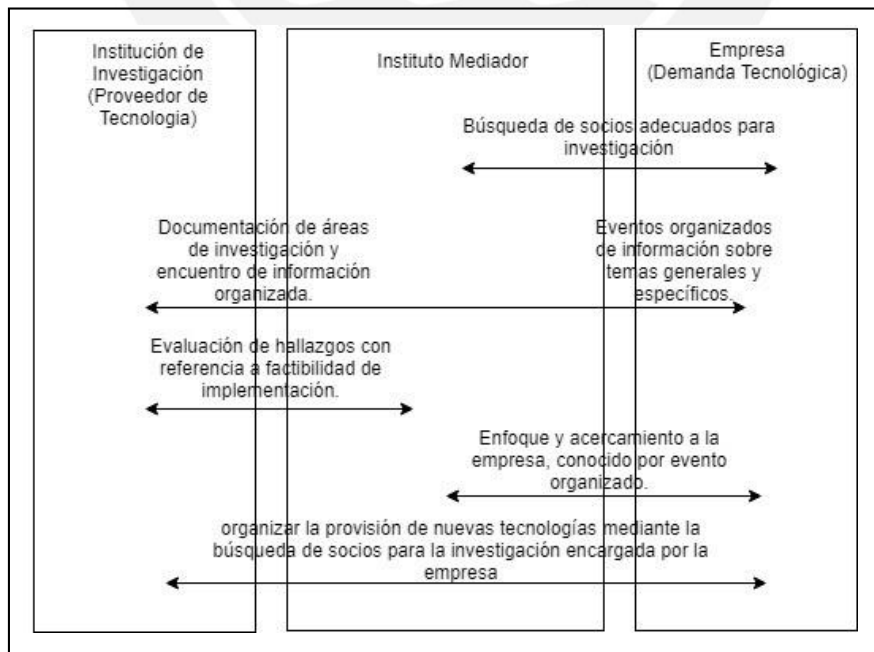 Institución de
Investigación
(Proveedor de
Tecnologia)
Instituto Mediador
Empresa
(Demanda Tecnológica)
Búsqueda de socios adecuados para
investigación
Documentación de áreas
de investigación y
encuentro de información
organizada.
Eventos organizados
de información sobre
temas generales y
específicos.
Evaluación de hallazgos con
referencia a factibilidad de
implementación.
Enfoque y acercamiento a la
empresa, conocido por evento
organizado.
organizar la provisión de nuevas tecnologías mediante la
búsqueda de socios para la investigación encargada por la
empresa